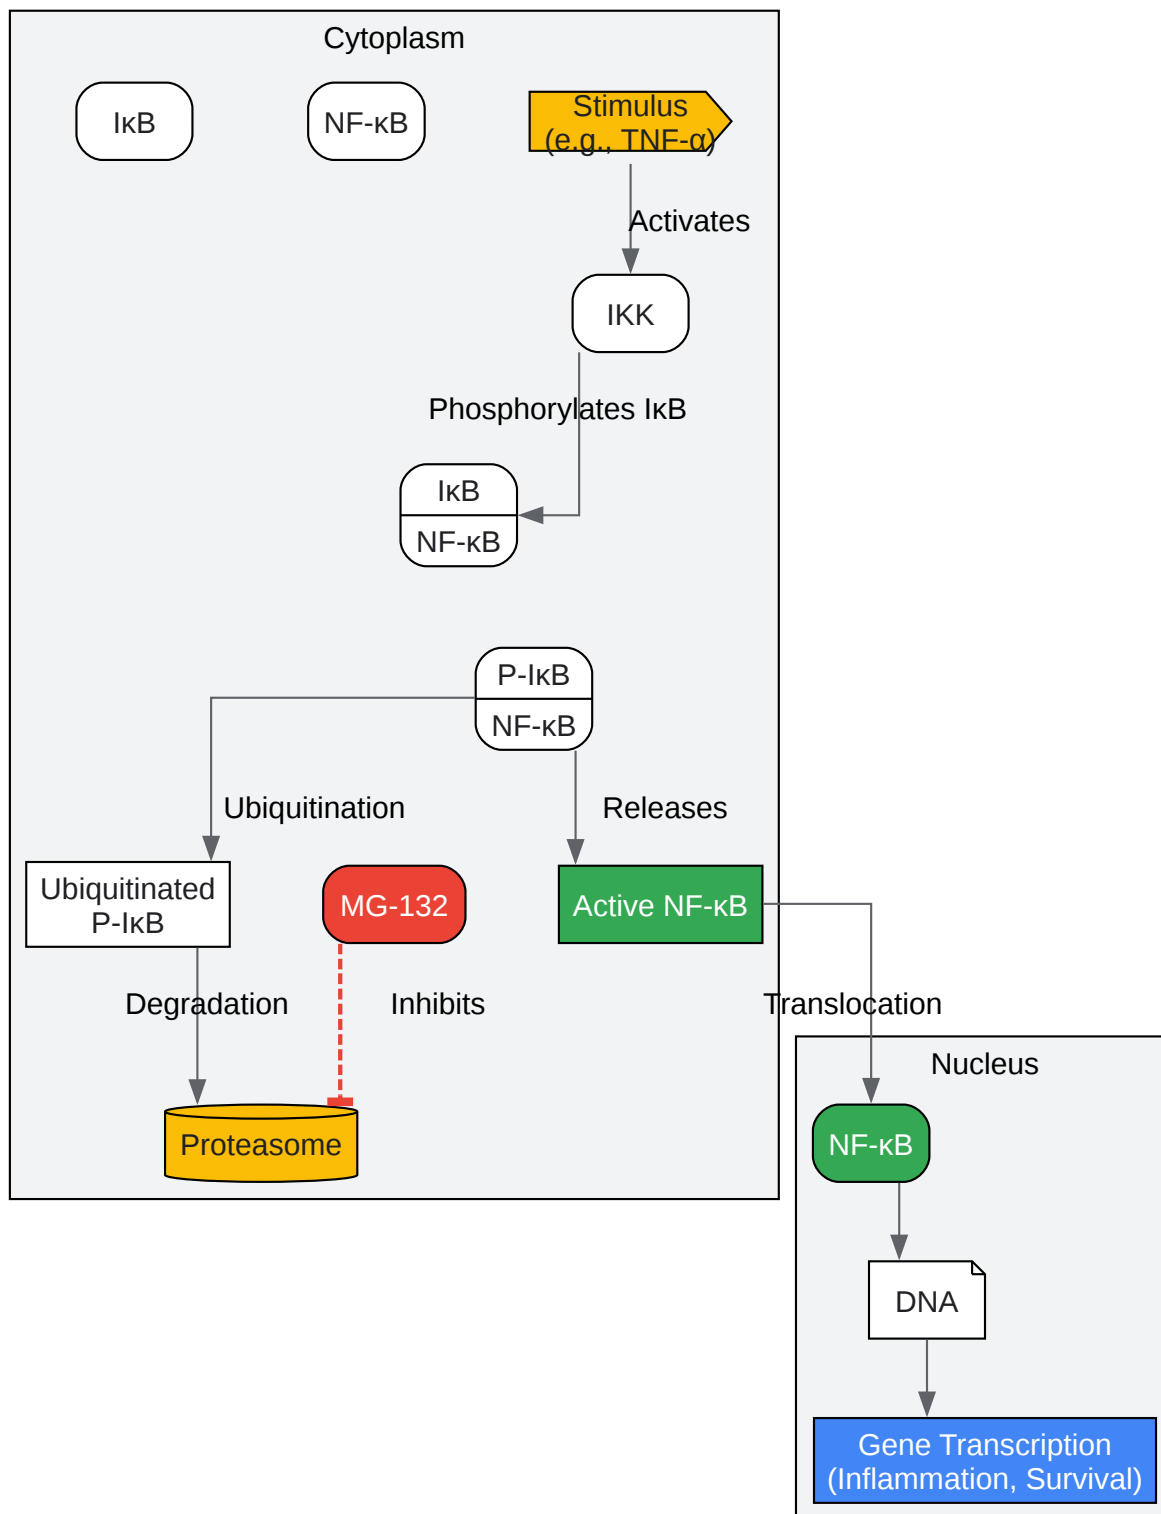 Cytoplasm
IκB
NF-κB
Stimulus
(e.g., TNF-α)
Activates
IKK
Phosphorylates IκB
IκB
NF-κB
P-IκB
NF-κB
Ubiquitination
Releases
Ubiquitinated
P-IκB
MG-132
Active NF-κB
Degradation
Inhibits
Translocation
Nucleus
Proteasome
NF-κB
DNA
Gene Transcription
(Inflammation, Survival)